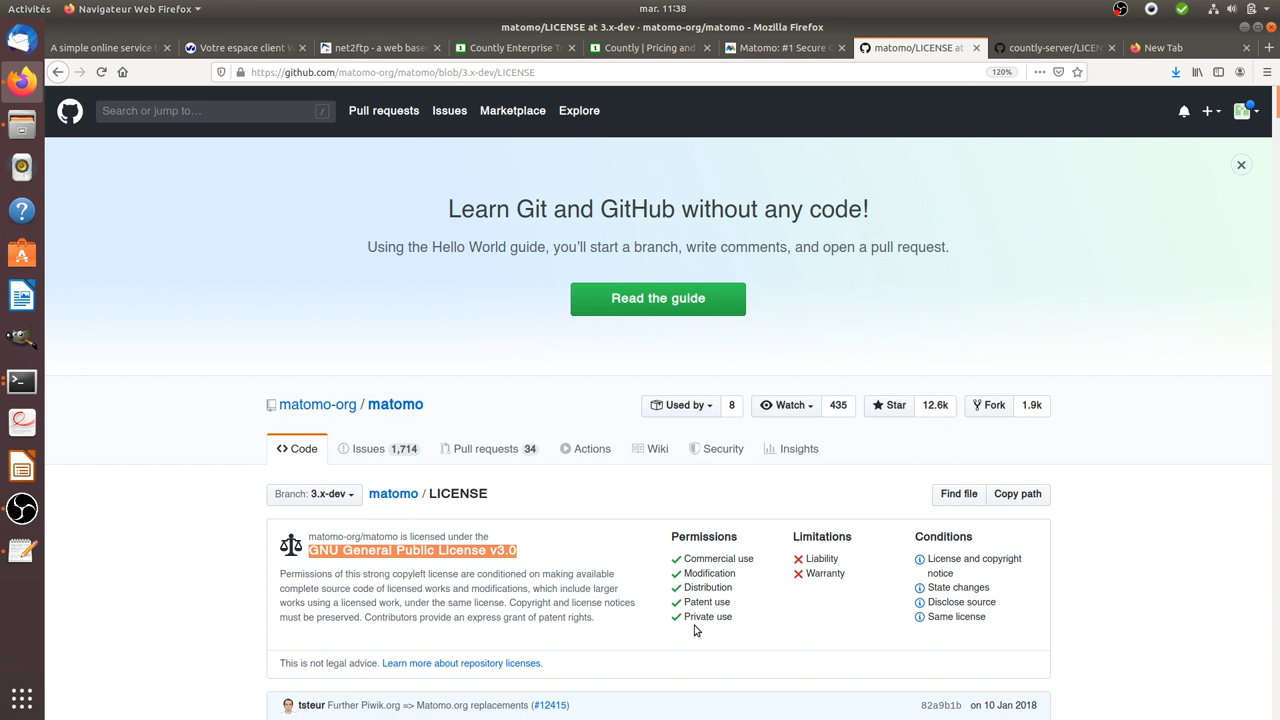 Activités
Navigateur Web Firefox
mar. 11:38
matomo/LICENSE at 3.x-dev · matomo-org/matomo - Mozilla Firefox
A simple online service
Votre espace client W
net2ftp - a web base
Countly Enterprise T
Countly | Pricing and
Matomo: #1 Secure O
matomo/LICENSE at
countly-server/LICEN
New Tab
https://github.com/matomo-org/matomo/blob/3.x-dev/LICENSE
120%
Search or jump to…
/
Pull requests
Issues
Marketplace
Explore
Learn Git and GitHub without any code!
Using the Hello World guide, you’ll start a branch, write comments, and open a pull request.
Read the guide
matomo-org / matomo
Used by
8
Watch
435
Star
12.6k
Fork
1.9k
Code
Issues 1,714
Pull requests 34
Actions
Wiki
Security
Insights
Branch: 3.x-dev
matomo / LICENSE
Find file
Copy path
matomo-org/matomo is licensed under the
GNU General Public License v3.0
Permissions of this strong copyleft license are conditioned on making available
complete source code of licensed works and modifications, which include larger
works using a licensed work, under the same license. Copyright and license notices
must be preserved. Contributors provide an express grant of patent rights.
Permissions
Commercial use
Modification
Distribution
Patent use
Private use
Limitations
Liability
Warranty
Conditions
License and copyright
notice
State changes
Disclose source
Same license
This is not legal advice. Learn more about repository licenses.
tsteur Further Piwik.org => Matomo.org replacements (#12415)
82a9b1b on 10 Jan 2018